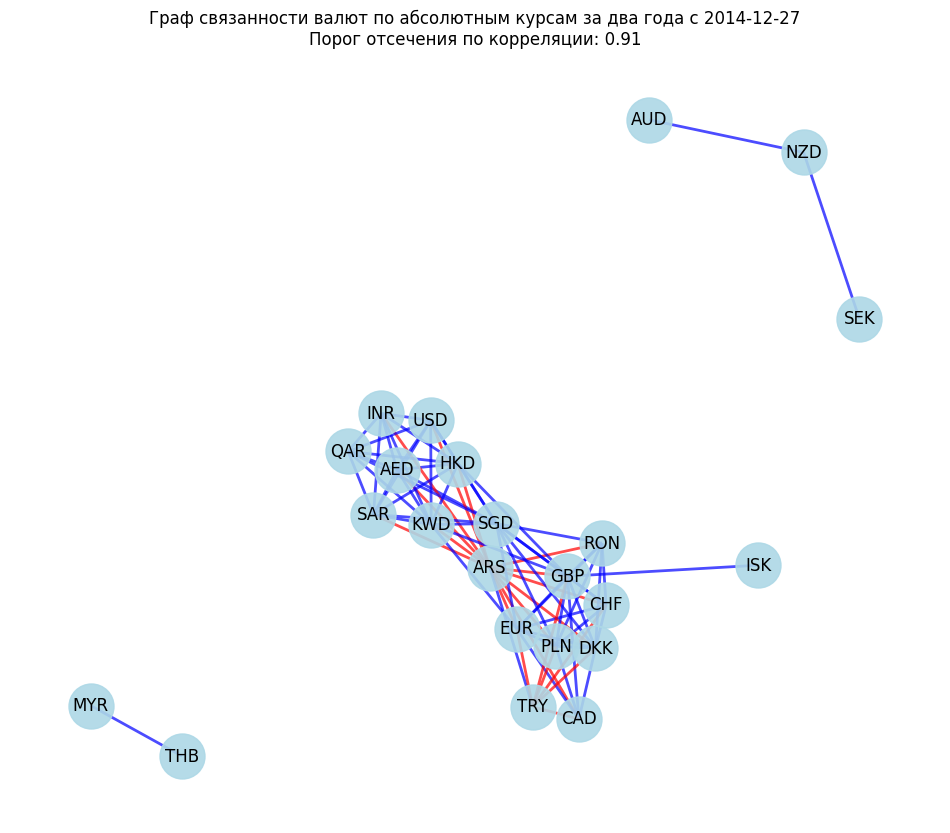 Граф связанности валют по абсолютным курсам за два года с 2014-12-27
Порог отсечения по корреляции: 0.91
AUD
NZD
SEK
INR
USD
QAR
AED
HKD
SAR
KWD
SGD
RON
ARS
GBP
ISK
CHF
EUR
PLN
DKK
TRY
CAD
MYR
THB